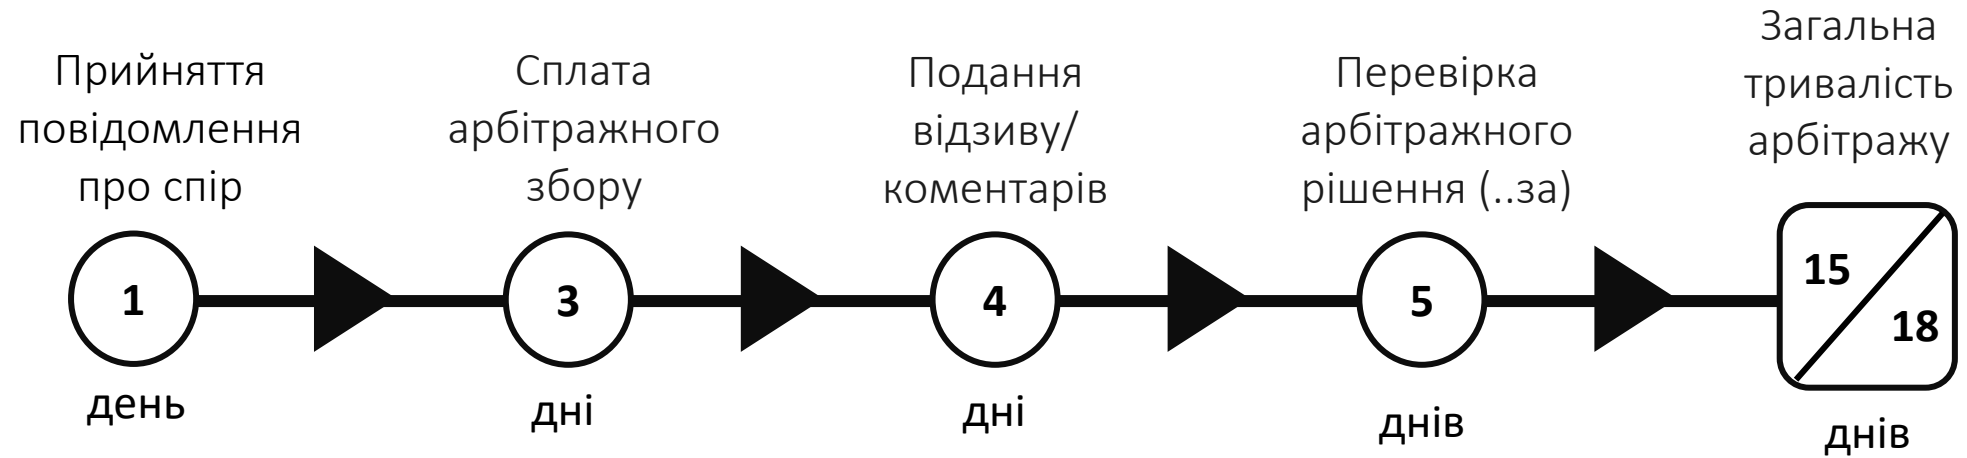 Прийняття
повідомлення
про спір
1
день
Сплата
арбітражного
збору
3
дні
Подання
відзиву/
коментарів
4
дні
Перевірка
арбітражного
рішення (..за)
5
днів
Загальна
тривалість
арбітражу
15
18
днів